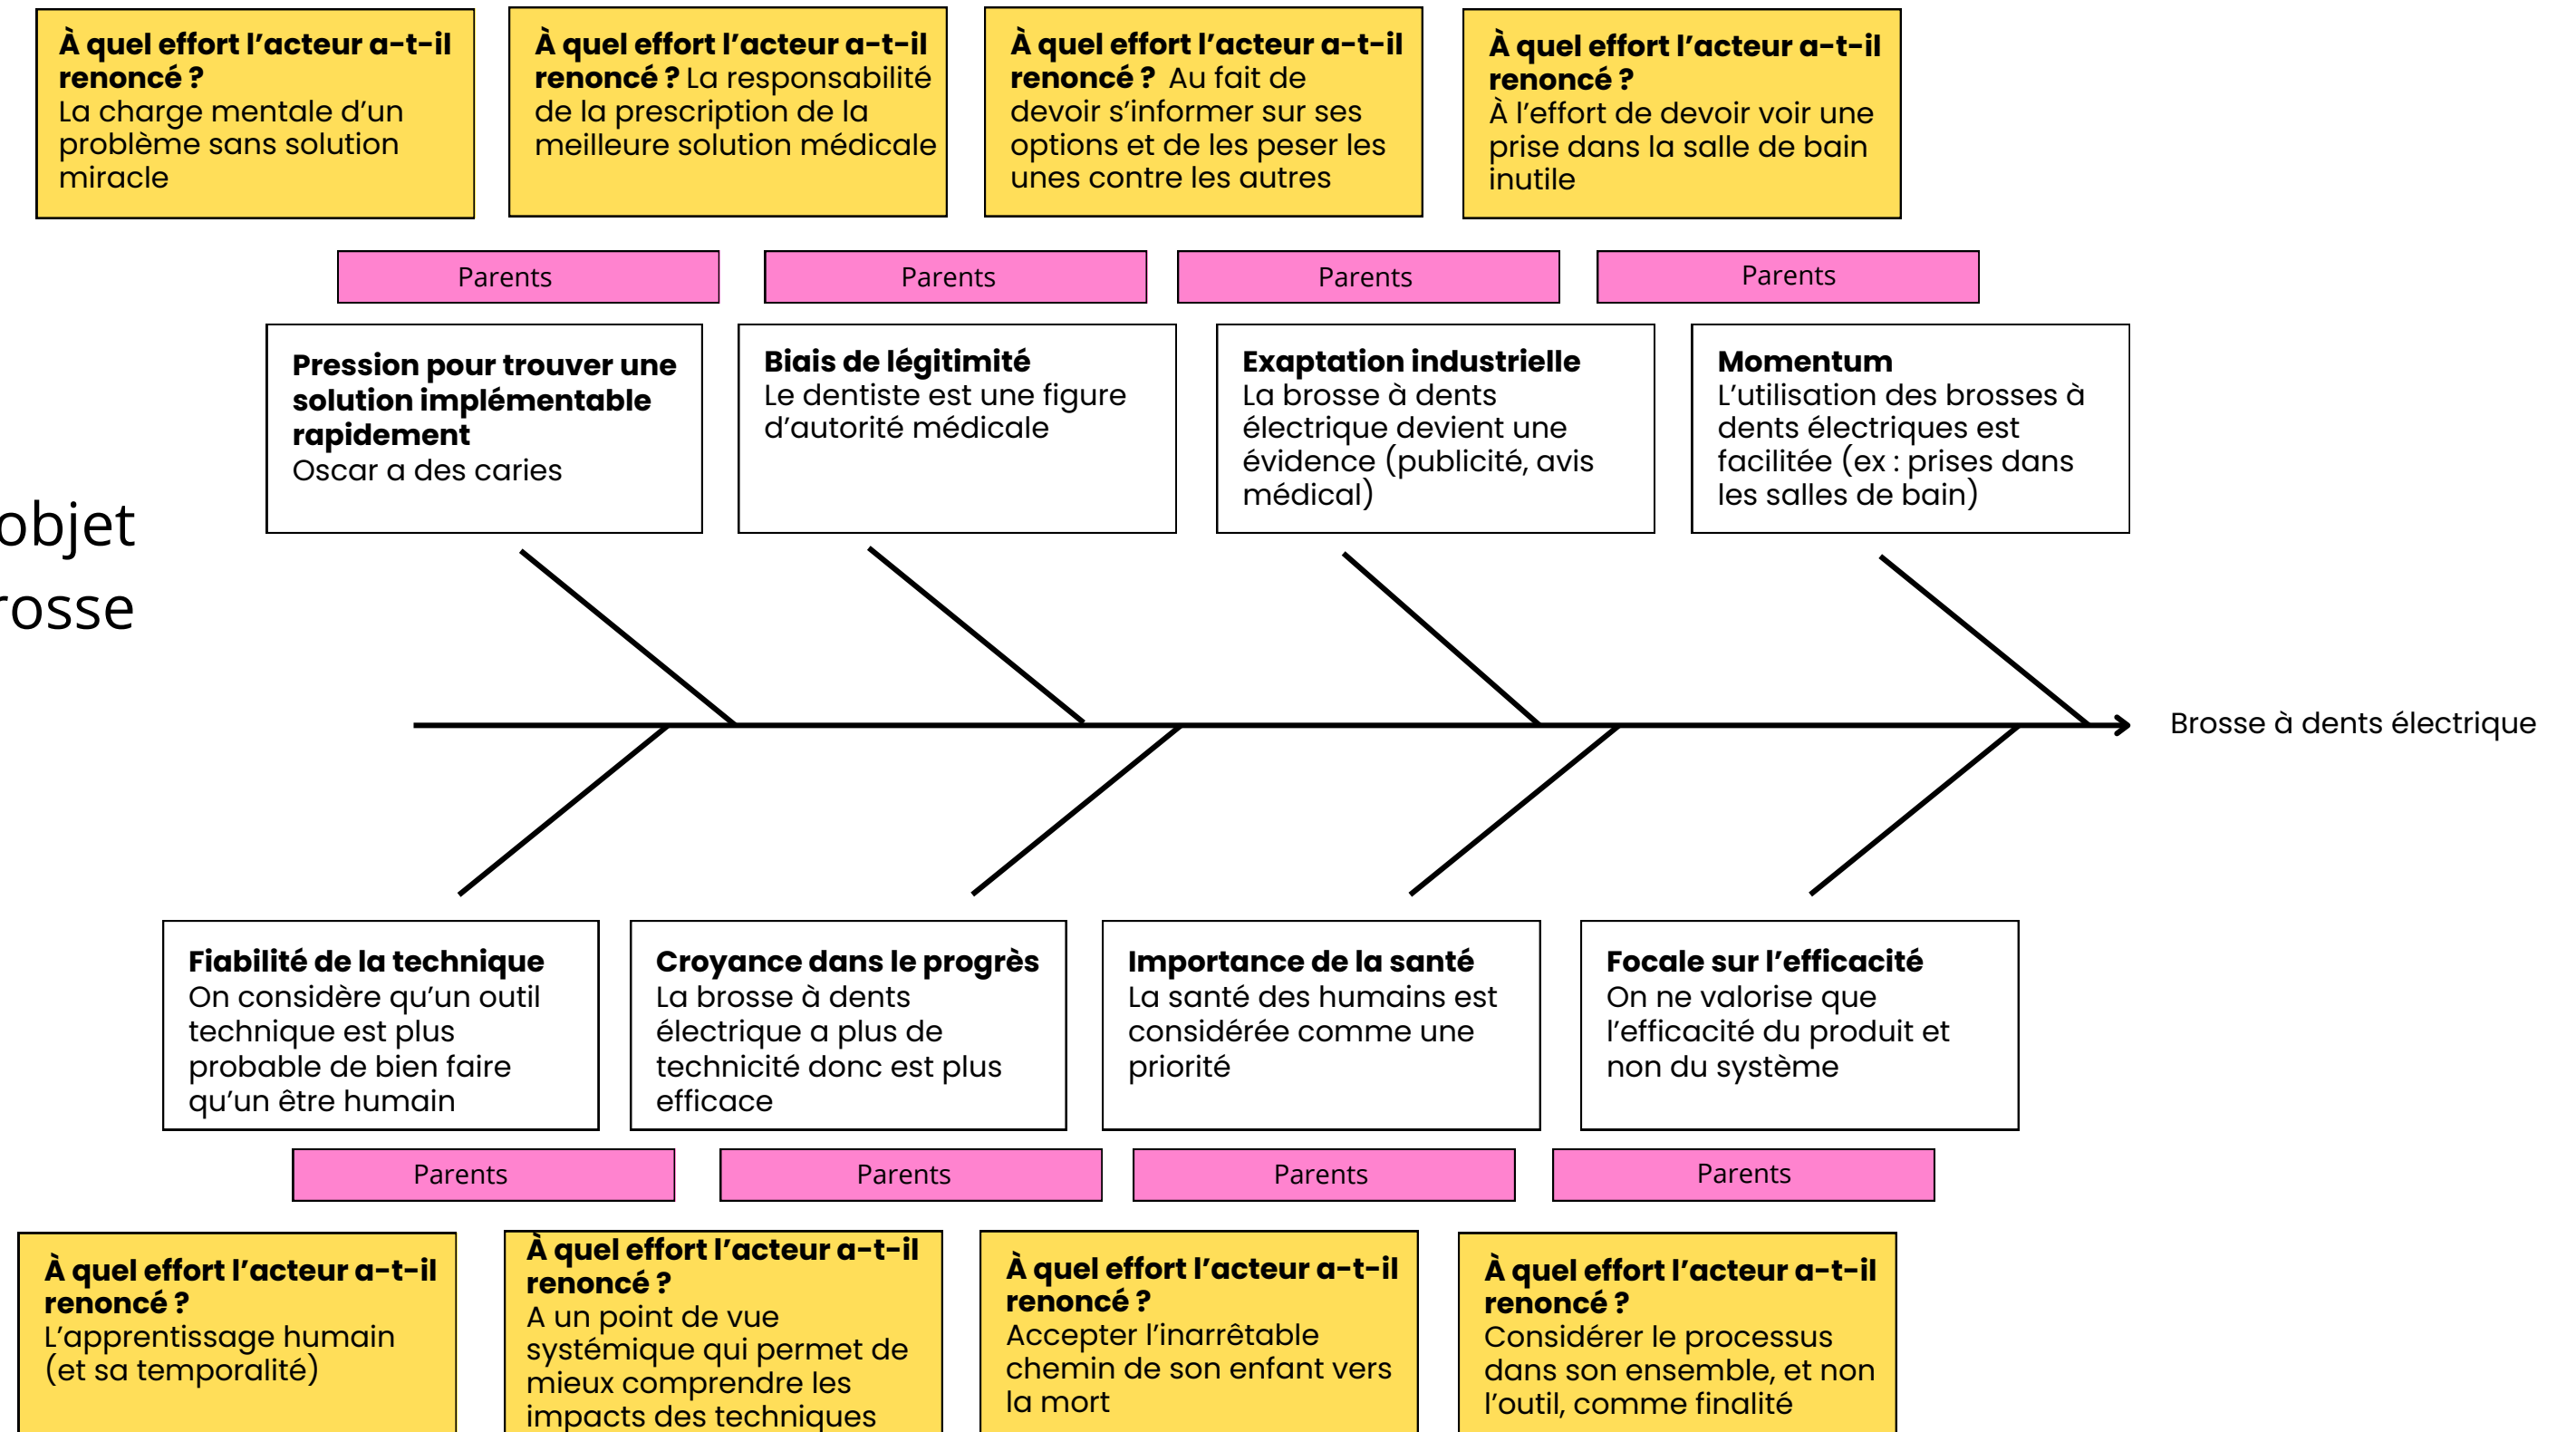 À quel effort l’acteur a-t-il
renoncé ?
La charge mentale d’un
problème sans solution
miracle
À quel effort l’acteur a-t-il
renoncé ? La responsabilité
de la prescription de la
meilleure solution médicale
À quel effort l’acteur a-t-il
renoncé ? Au fait de
devoir s’informer sur ses
options et de les peser les
unes contre les autres
À quel effort l’acteur a-t-il
renoncé ?
À l’effort de devoir voir une
prise dans la salle de bain
inutile
Parents
Parents
Parents
Parents
Pression pour trouver une
solution implémentable
rapidement
Oscar a des caries
Biais de légitimité
Le dentiste est une figure
d’autorité médicale
Exaptation industrielle
La brosse à dents
électrique devient une
évidence (publicité, avis
médical)
Momentum
L’utilisation des brosses à
dents électriques est
facilitée (ex : prises dans
les salles de bain)
objet
rosse
Brosse à dents électrique
Fiabilité de la technique
On considère qu’un outil
technique est plus
probable de bien faire
qu’un être humain
Croyance dans le progrès
La brosse à dents
électrique a plus de
technicité donc est plus
efficace
Importance de la santé
La santé des humains est
considérée comme une
priorité
Focale sur l’efficacité
On ne valorise que
l’efficacité du produit et
non du système
Parents
Parents
Parents
Parents
À quel effort l’acteur a-t-il
renoncé ?
L’apprentissage humain
(et sa temporalité)
À quel effort l’acteur a-t-il
renoncé ?
A un point de vue
systémique qui permet de
mieux comprendre les
impacts des techniques
À quel effort l’acteur a-t-il
renoncé ?
Accepter l’inarrêtable
chemin de son enfant vers
la mort
À quel effort l’acteur a-t-il
renoncé ?
Considérer le processus
dans son ensemble, et non
l’outil, comme finalité